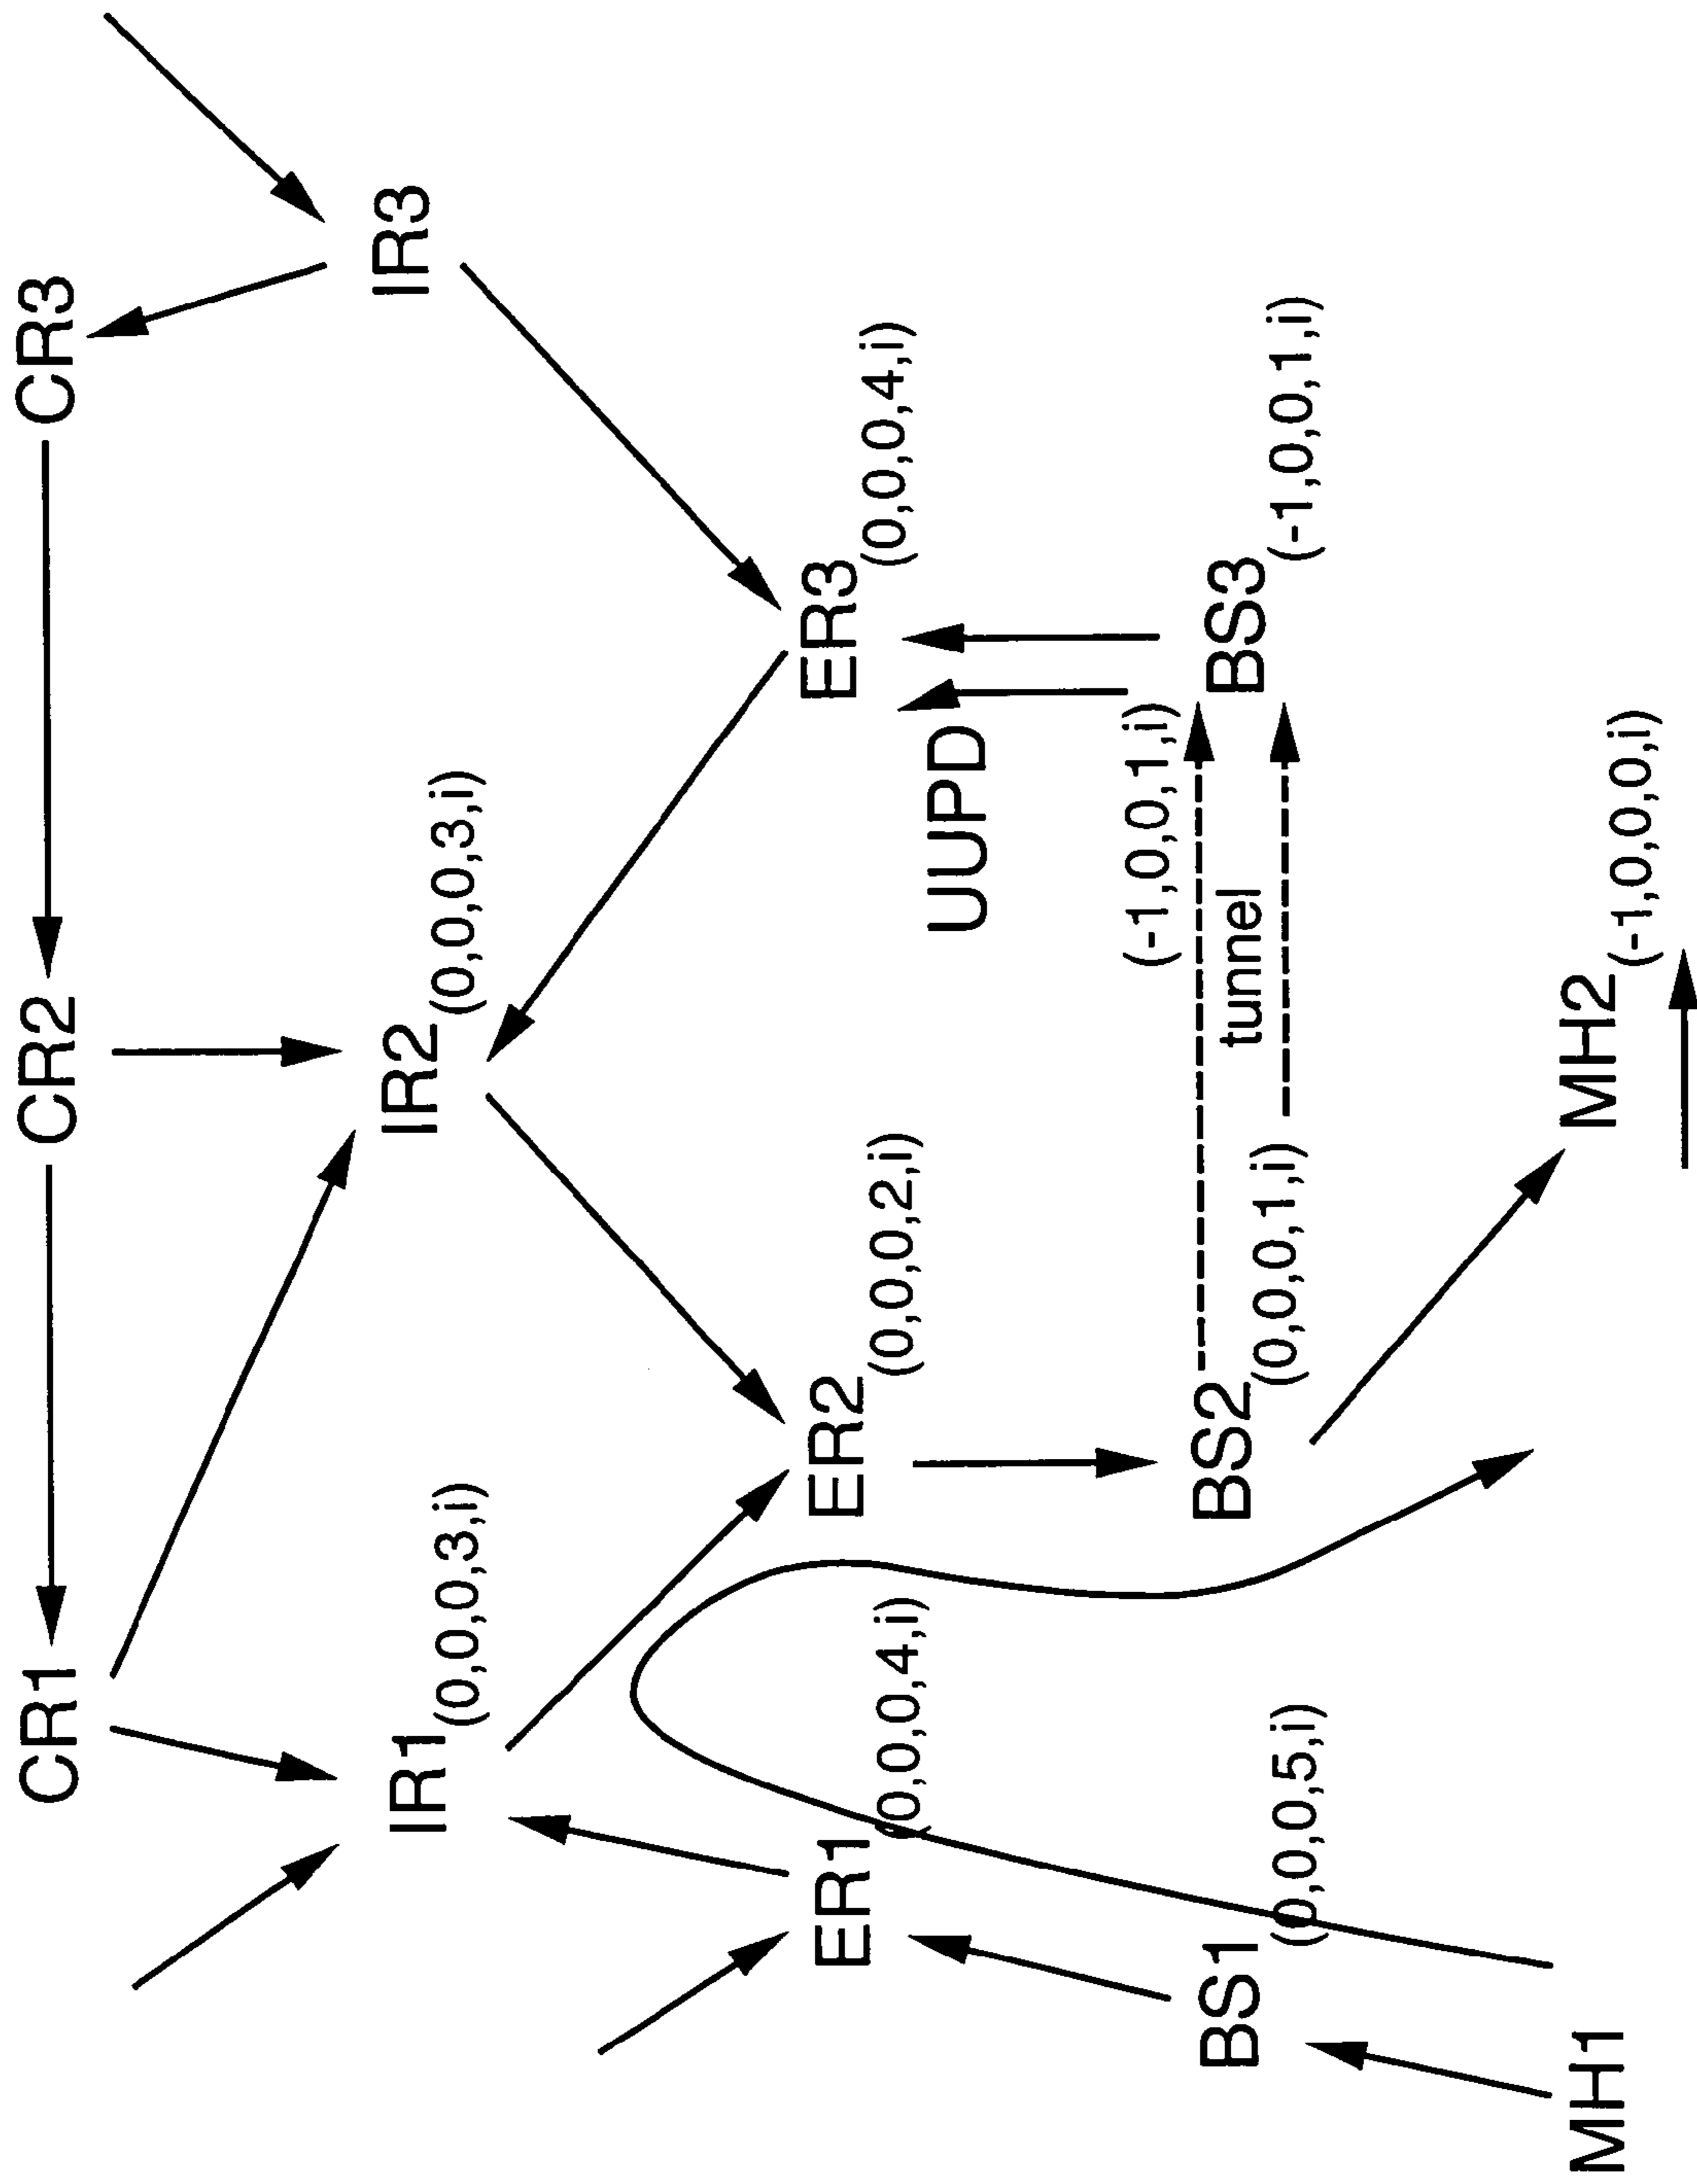 CR1
CR2
CR3
IR1
(0,0,0,3,i)
IR2
(0,0,0,3,i)
IR3
ER1
(0,0,0,4,i)
ER2
(0,0,0,2,i)
ER3
(0,0,0,4,i)
UUPD
(-1,0,0,1,i)
BS1
(0,0,0,5,i)
BS2
(0,0,0,1,i)
tunnel
BS3
(-1,0,0,1,i)
MH1
MH2
(-1,0,0,0,i)